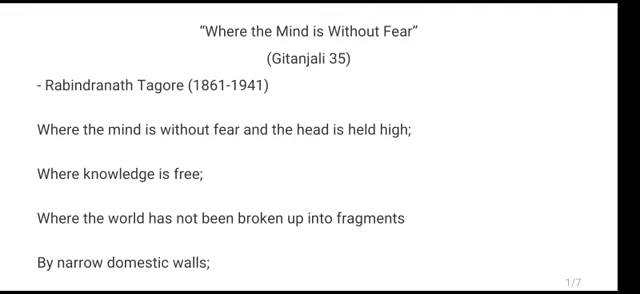 “Where the Mind is Without Fear”
(Gitanjali 35)
- Rabindranath Tagore (1861-1941)
Where the mind is without fear and the head is held high;
Where knowledge is free;
Where the world has not been broken up into fragments
By narrow domestic walls;
1/7